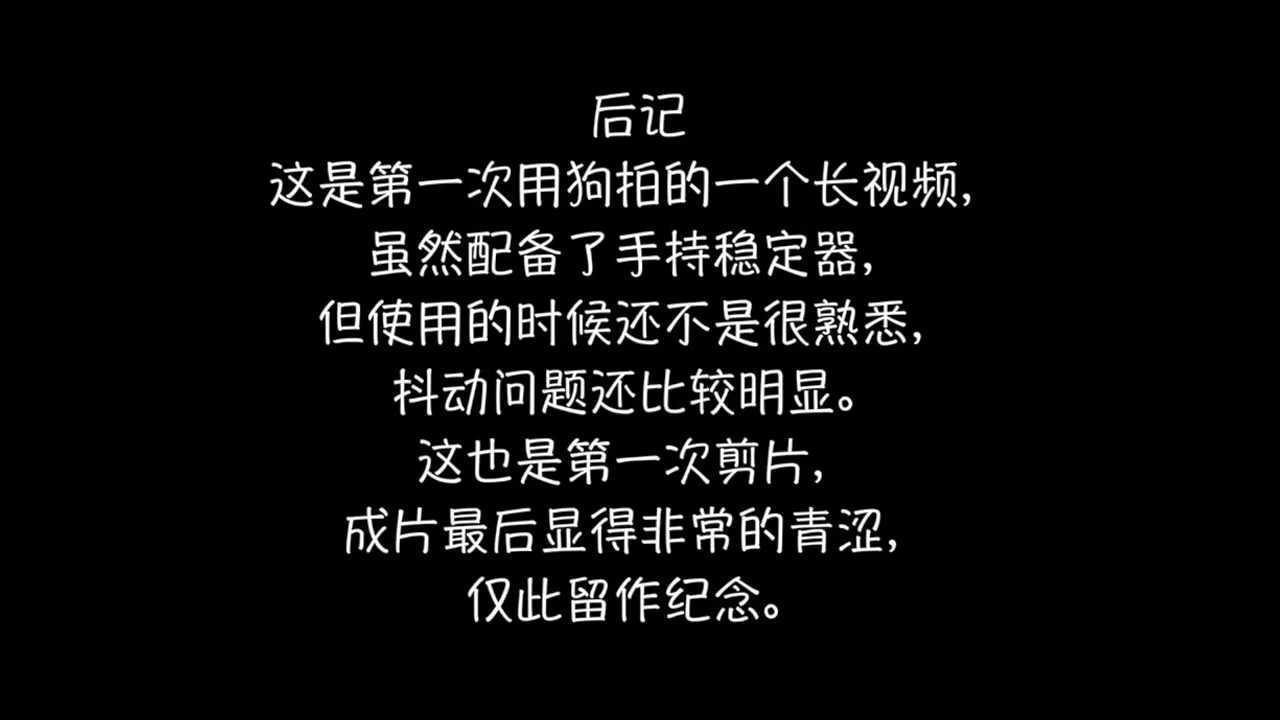 后记
这是第一次用狗拍的一个长视频,
虽然配备了手持稳定器,
但使用的时候还不是很熟悉,
抖动问题还比较明显。
这也是第一次剪片,
成片最后显得非常的青涩,
仅此留作纪念。